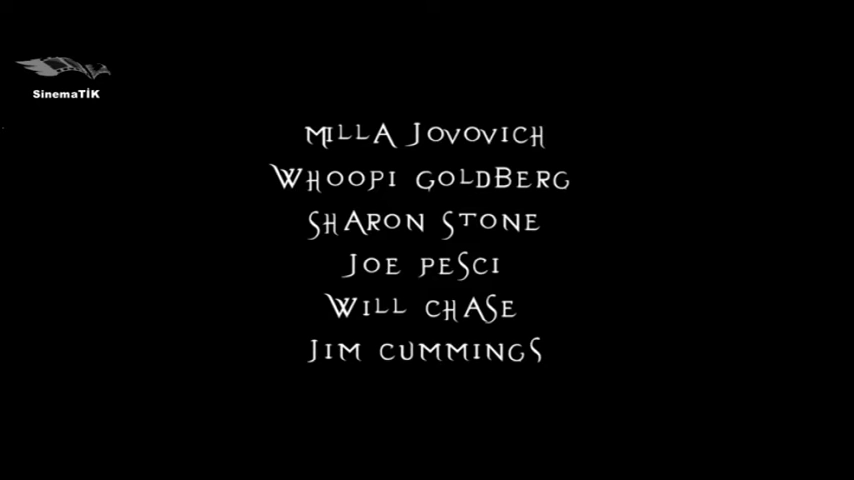 SinemaTİK
MILLA JOVOVICH
WHOOPI GOLDBERG
SHARON STONE
JOE PESCI
WILL CHASE
JIM CUMMINGS